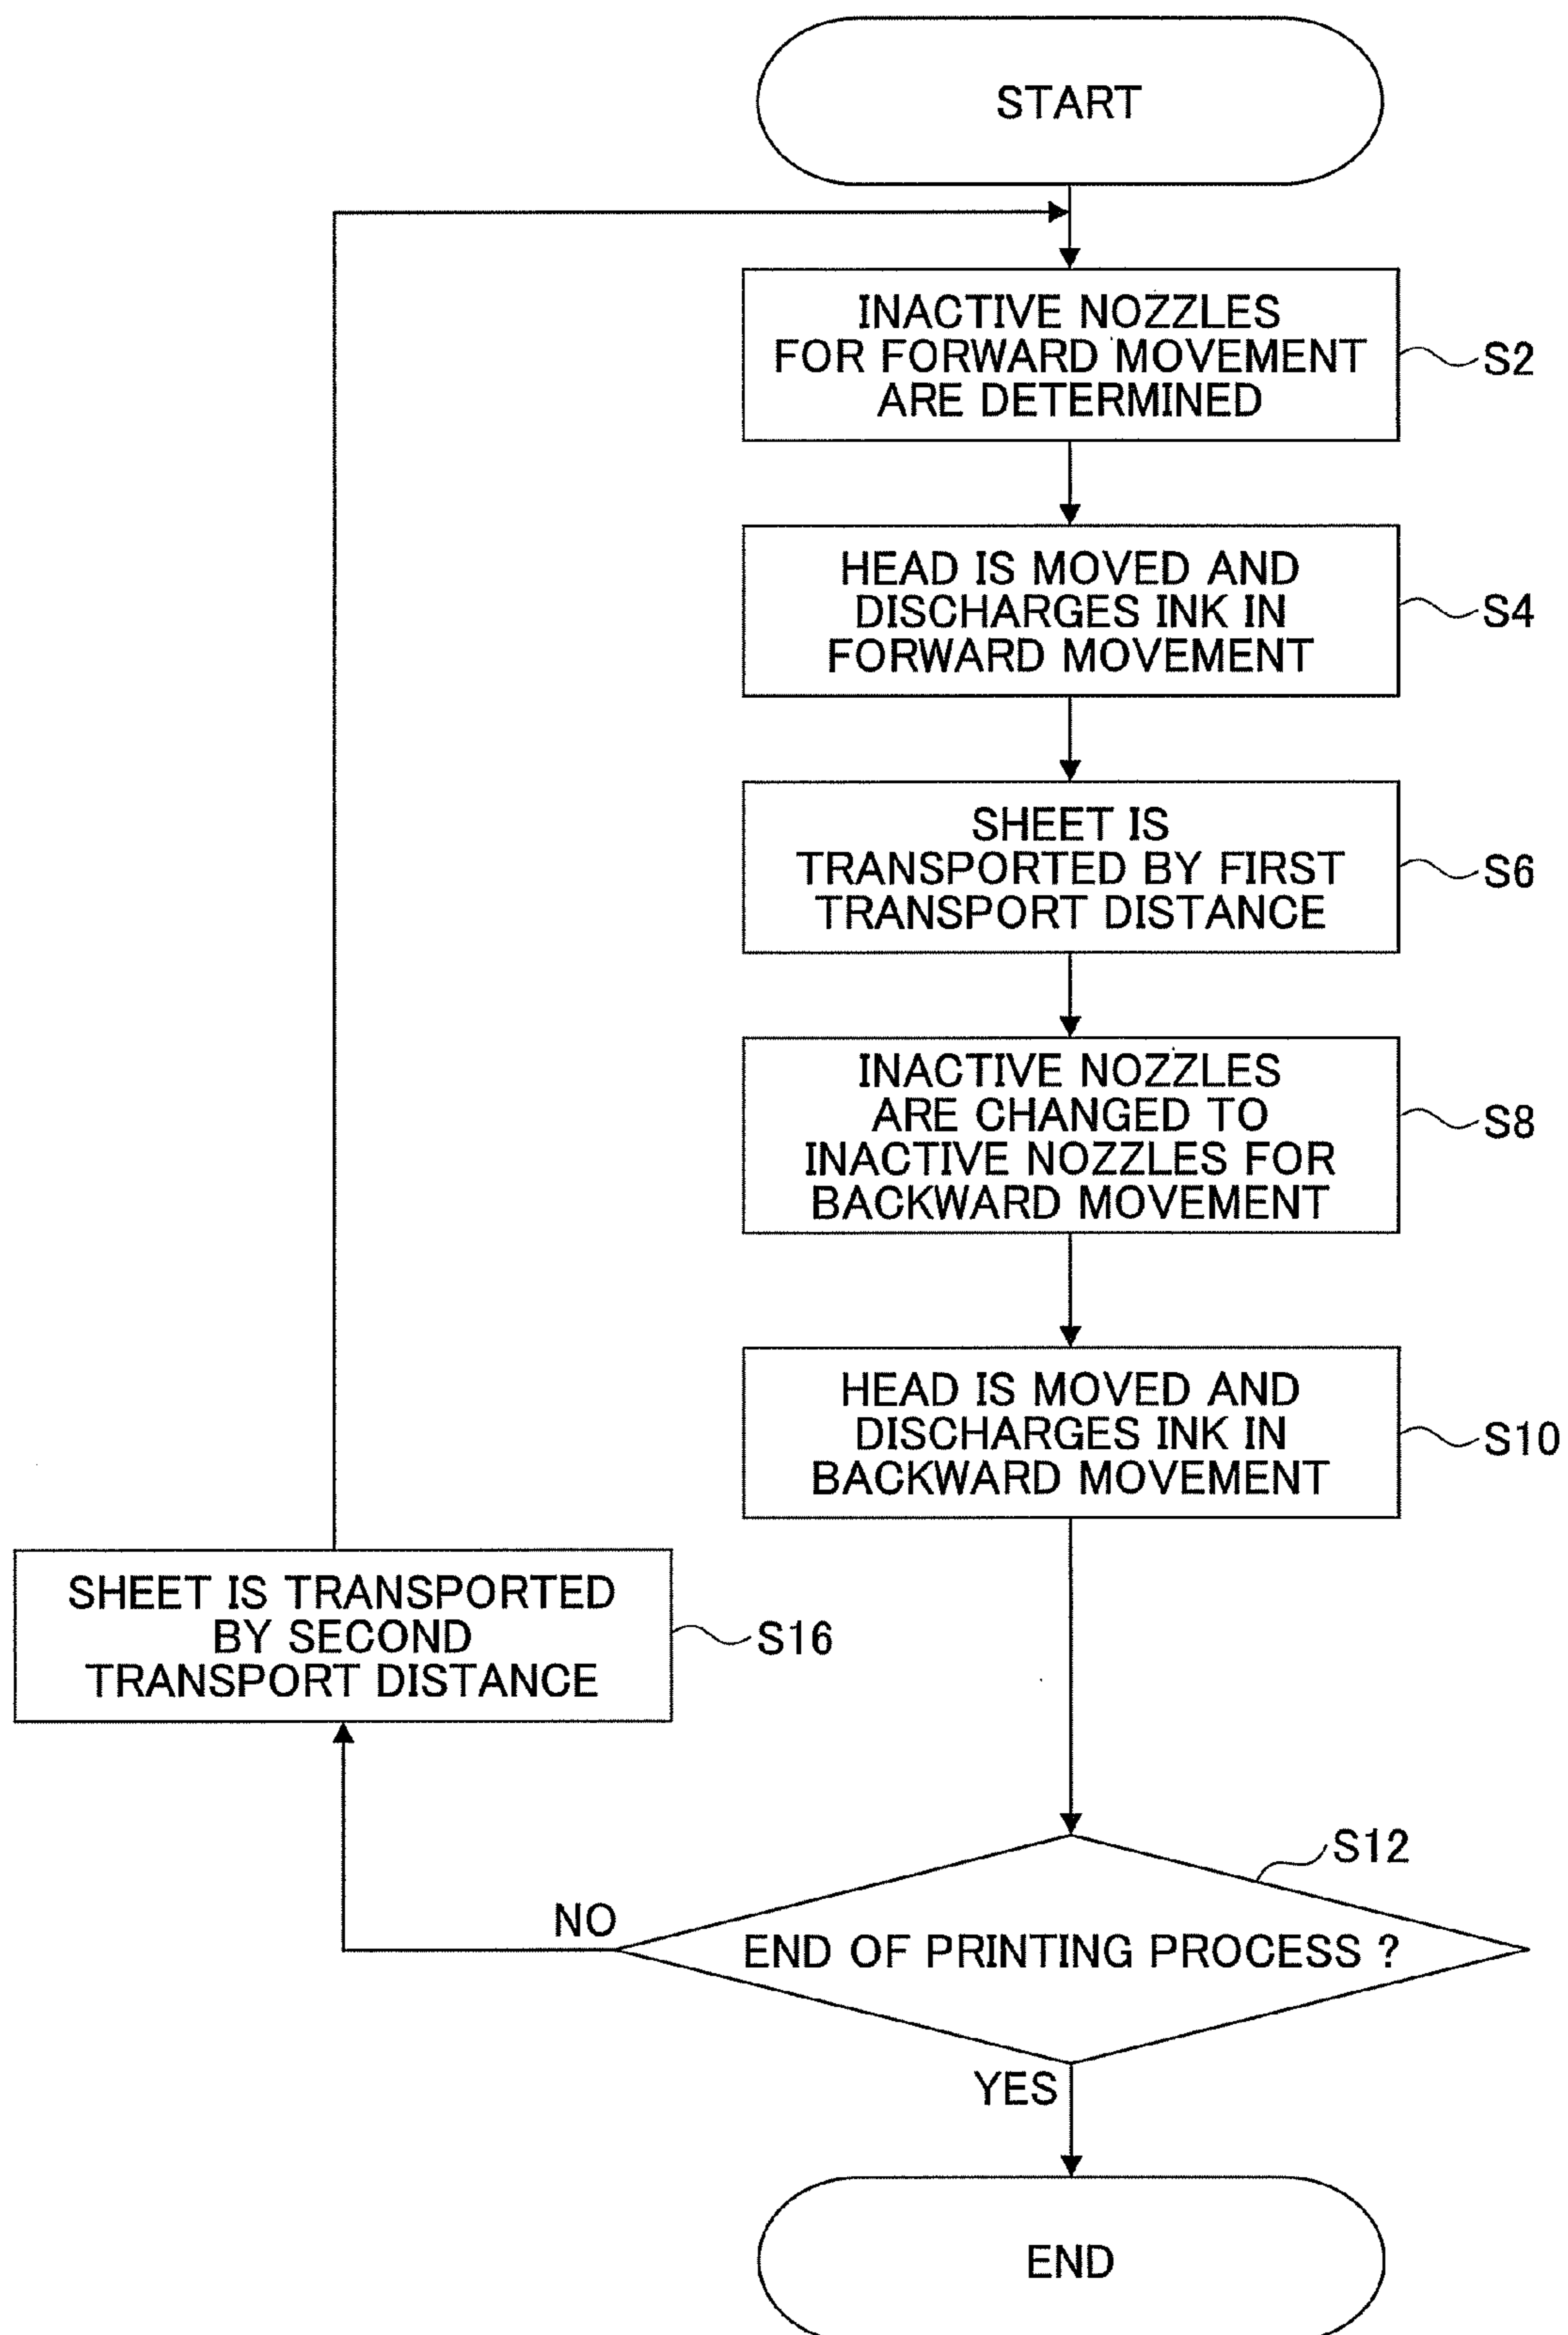 START
INACTIVE NOZZLES
FOR FORWARD MOVEMENT
ARE DETERMINED
S2
HEAD IS MOVED AND
DISCHARGES INK IN
FORWARD MOVEMENT
S4
SHEET IS
TRANSPORTED BY FIRST
TRANSPORT DISTANCE
S6
INACTIVE NOZZLES
ARE CHANGED TO
INACTIVE NOZZLES FOR
BACKWARD MOVEMENT
S8
HEAD IS MOVED AND
DISCHARGES INK IN
BACKWARD MOVEMENT
S10
SHEET IS TRANSPORTED
BY SECOND
TRANSPORT DISTANCE
S16
S12
NO
END OF PRINTING PROCESS ?
YES
END